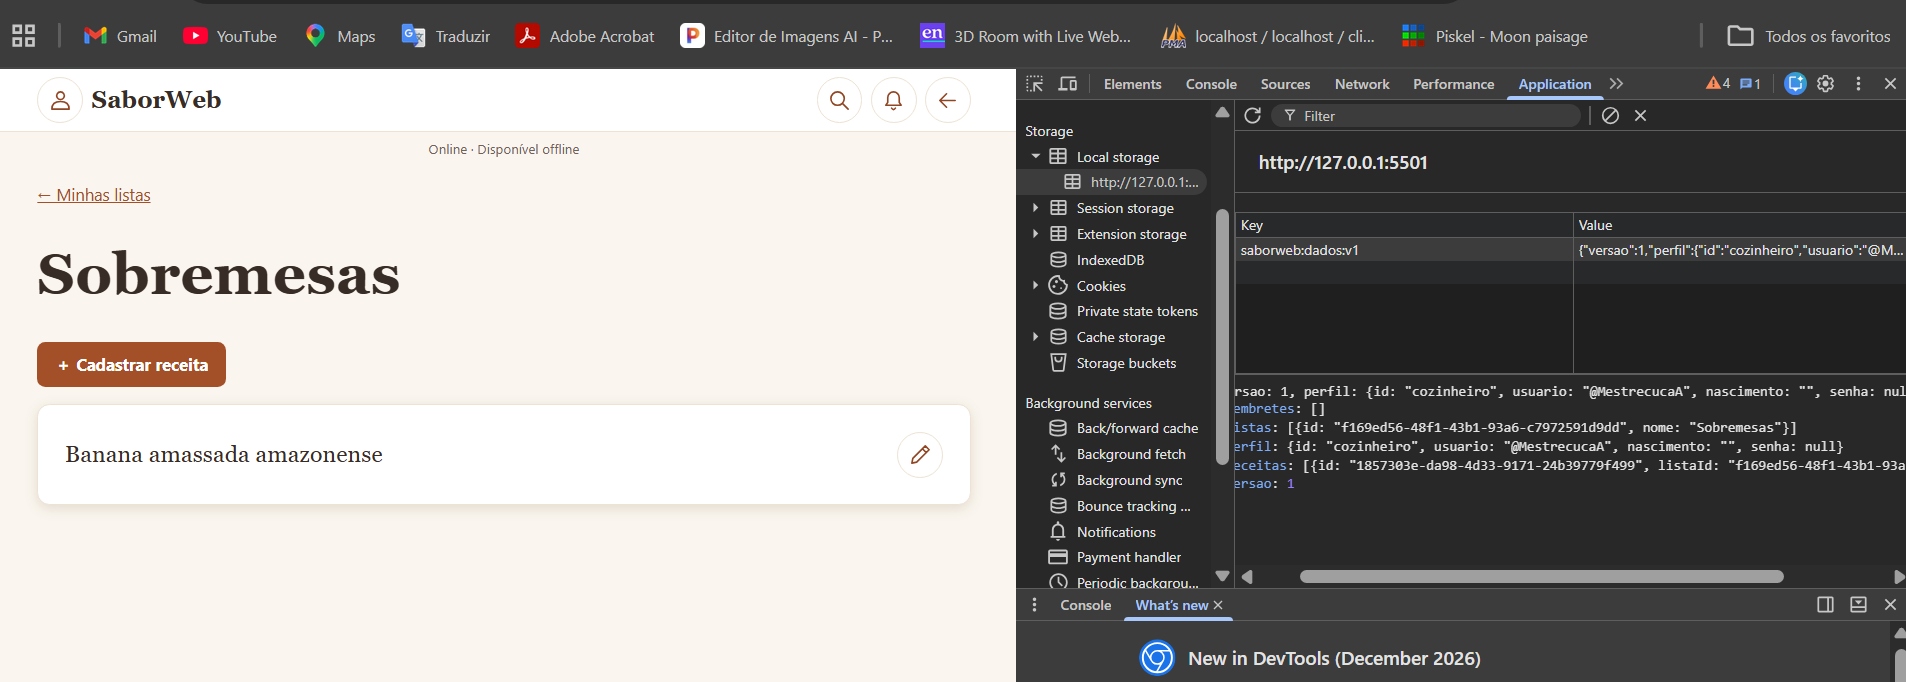 Gmail YouTube Maps Traduzir Adobe Acrobat Editor de Imagens AI - P... 3D Room with Live Web... localhost / localhost / cli... Piskel - Moon paisage Todos os favoritos
SaborWeb
Online · Disponível offline
← Minhas listas
Sobremesas
+ Cadastrar receita
Banana amassada amazonense
Elements Console Sources Network Performance Application 4 1
Storage
Local storage
http://127.0.0.1:...
Session storage
Extension storage
IndexedDB
Cookies
Private state tokens
Cache storage
Storage buckets
Background services
Back/forward cache
Background fetch
Background sync
Bounce tracking ...
Notifications
Payment handler
Periodic backgrou...
Filter
http://127.0.0.1:5501
Key Value
saborweb:dados:v1 {"versao":1,"perfil":{"id":"cozinheiro","usuario":"@M...
rsao: 1, perfil: {id: "cozinheiro", usuario: "@MestrecucaA", nascimento: "", senha: nul
embretes: []
istas: [{id: "f169ed56-48f1-43b1-93a6-c7972591d9dd", nome: "Sobremesas"}]
erfil: {id: "cozinheiro", usuario: "@MestrecucaA", nascimento: "", senha: null}
eceitas: [{id: "1857303e-da98-4d33-9171-24b39779f499", listaId: "f169ed56-48f1-43b1-93a
ersao: 1
Console What's new
New in DevTools (December 2026)